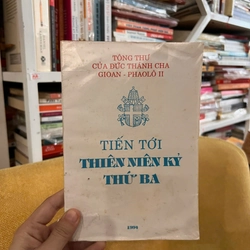 TÔNG THƯ
CỦA ĐỨC THÁNH CHA
GIOAN - PHAOLÔ II
TIẾN TỚI
THIÊN NIÊN KỶ
THỨ BA
1994